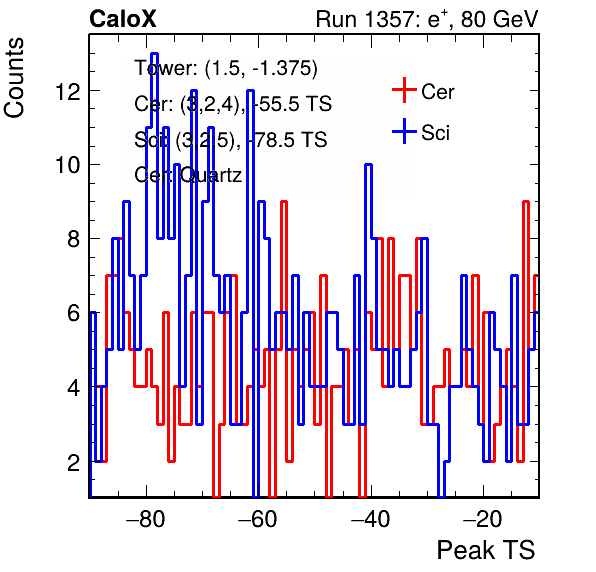 CaloX Run 1357: e⁺, 80 GeV
Counts
Tower: (1.5, -1.375)
Cer: (3,2,4), -55.5 TS
Sci: (3,2,5), -78.5 TS
Cer: Quartz
Cer
Sci
12
10
8
6
4
2
−80 −60 −40 −20
Peak TS